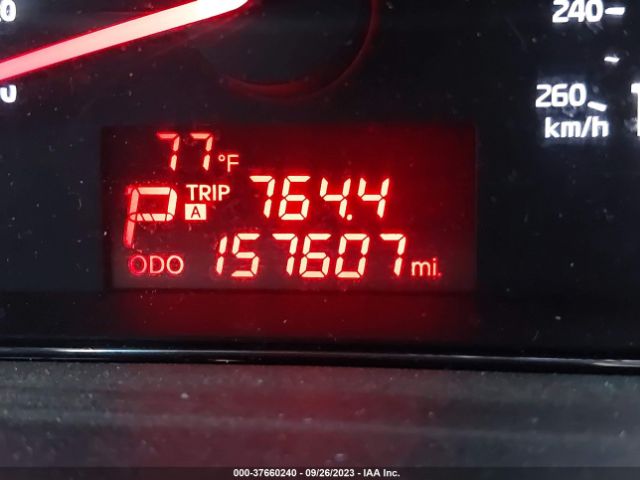 240
260
km/h
77 °F
P TRIP A 764.4
ODO 157607 mi.
000-37660240 - 09/26/2023 - IAA Inc.